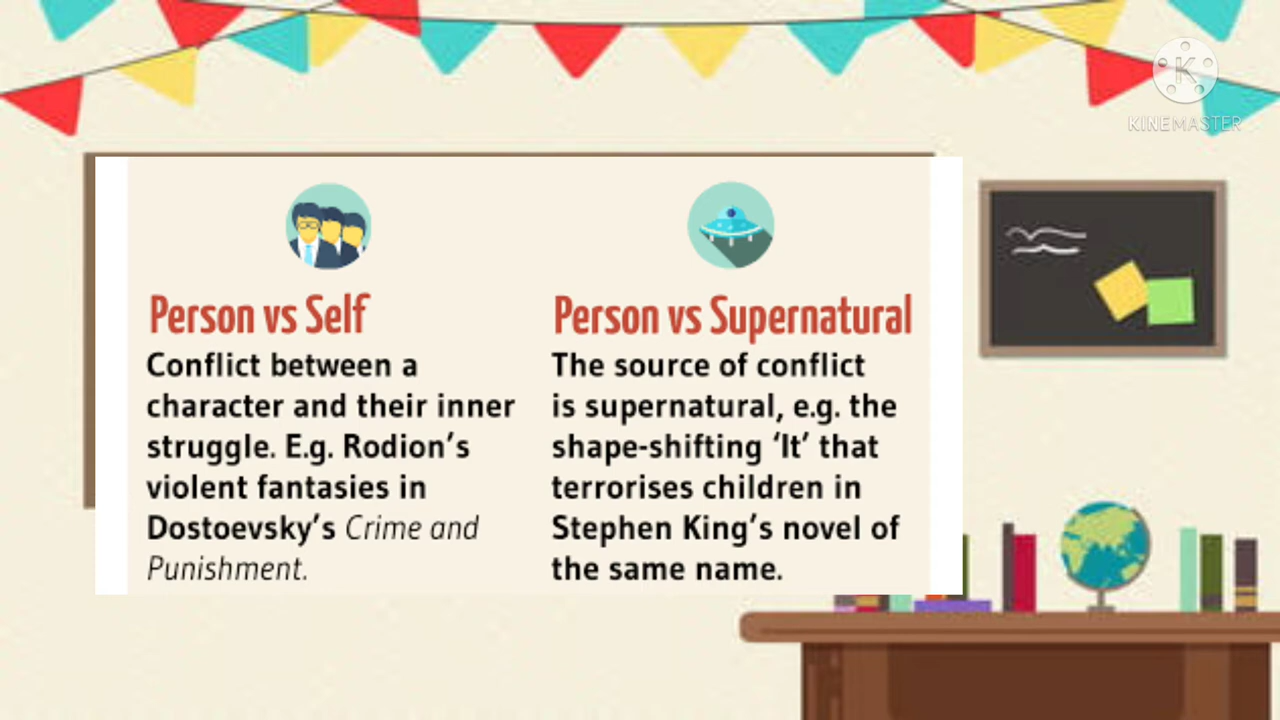 KINEMASTER
Person vs Self
Conflict between a
character and their inner
struggle. E.g. Rodion’s
violent fantasies in
Dostoevsky’s Crime and
Punishment.
Person vs Supernatural
The source of conflict
is supernatural, e.g. the
shape-shifting ‘It’ that
terrorises children in
Stephen King’s novel of
the same name.